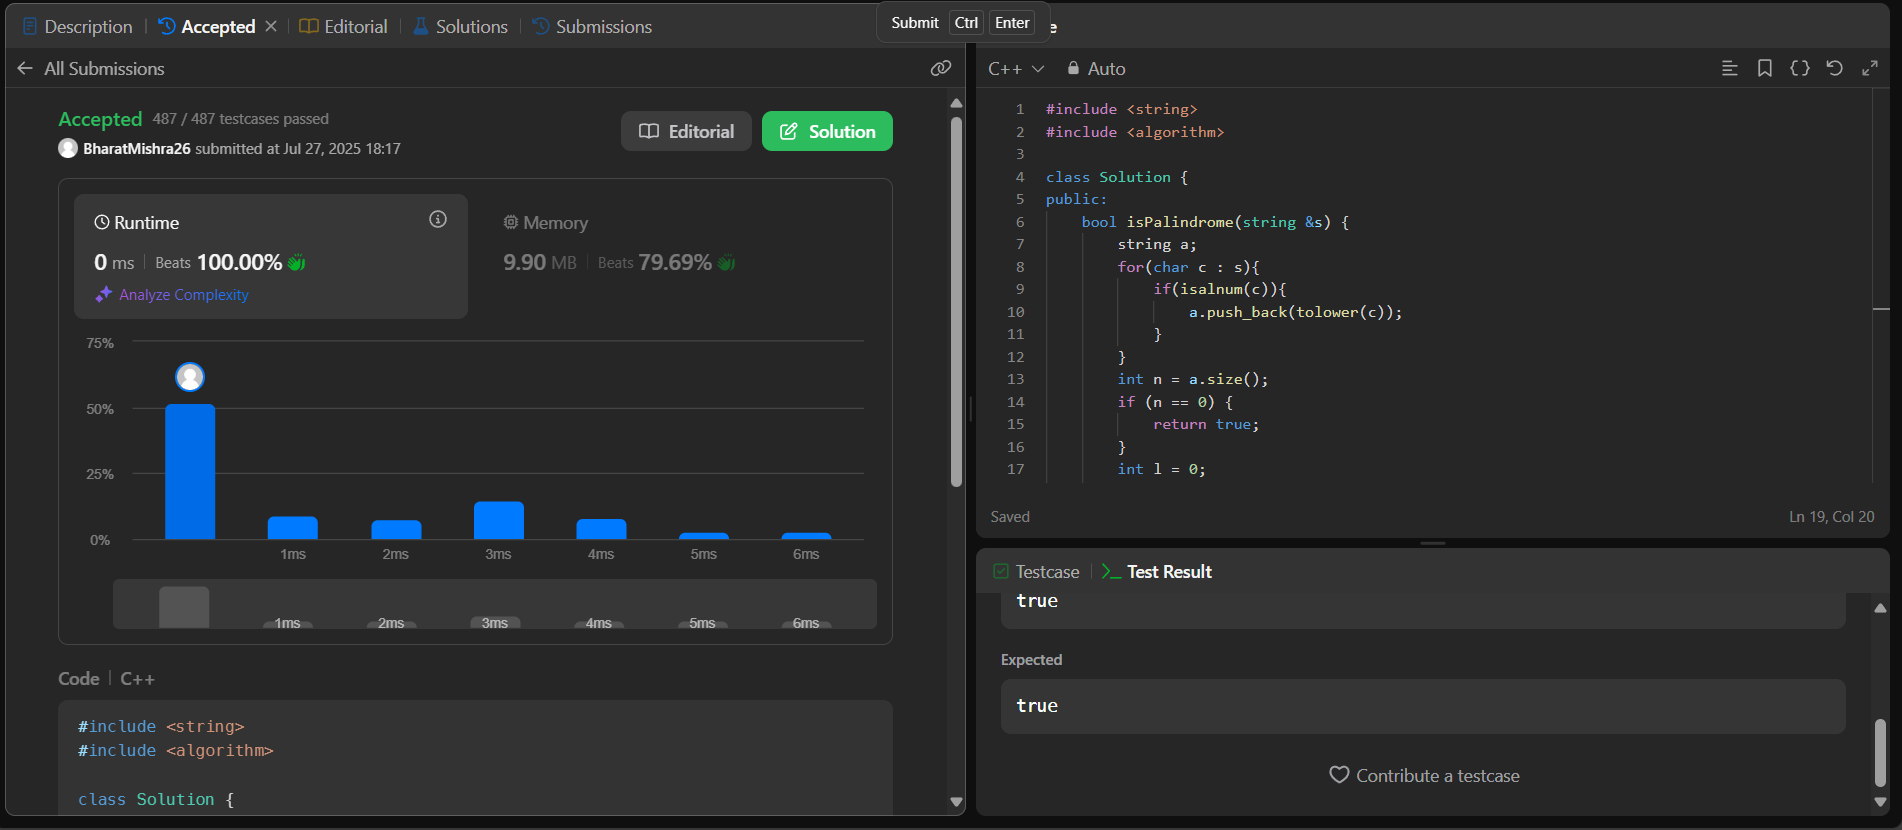 Description
Accepted
Editorial
Solutions
Submissions
Submit Ctrl Enter
All Submissions
Accepted 487 / 487 testcases passed
BharatMishra26 submitted at Jul 27, 2025 18:17
Editorial
Solution
Runtime
0 ms Beats 100.00%
Analyze Complexity
Memory
9.90 MB Beats 79.69%
75%
50%
25%
0%
1ms 2ms 3ms 4ms 5ms 6ms
1ms 2ms 3ms 4ms 5ms 6ms
Code C++
#include <string>
#include <algorithm>
class Solution {
C++ Auto
1 #include <string>
2 #include <algorithm>
3
4 class Solution {
5 public:
6 bool isPalindrome(string &s) {
7 string a;
8 for(char c : s){
9 if(isalnum(c)){
10 a.push_back(tolower(c));
11 }
12 }
13 int n = a.size();
14 if (n == 0) {
15 return true;
16 }
17 int l = 0;
Saved
Ln 19, Col 20
Testcase
Test Result
true
Expected
true
Contribute a testcase